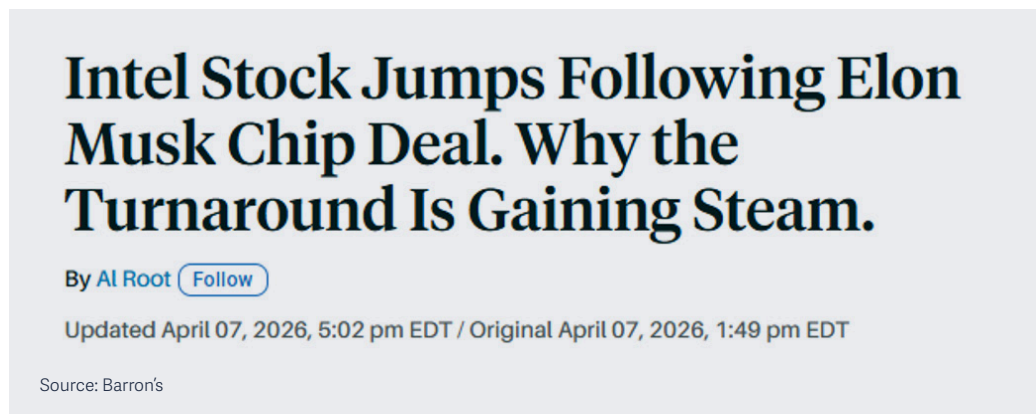 Intel Stock Jumps Following Elon
Musk Chip Deal. Why the
Turnaround Is Gaining Steam.
By Al Root Follow
Updated April 07, 2026, 5:02 pm EDT / Original April 07, 2026, 1:49 pm EDT
Source: Barron’s